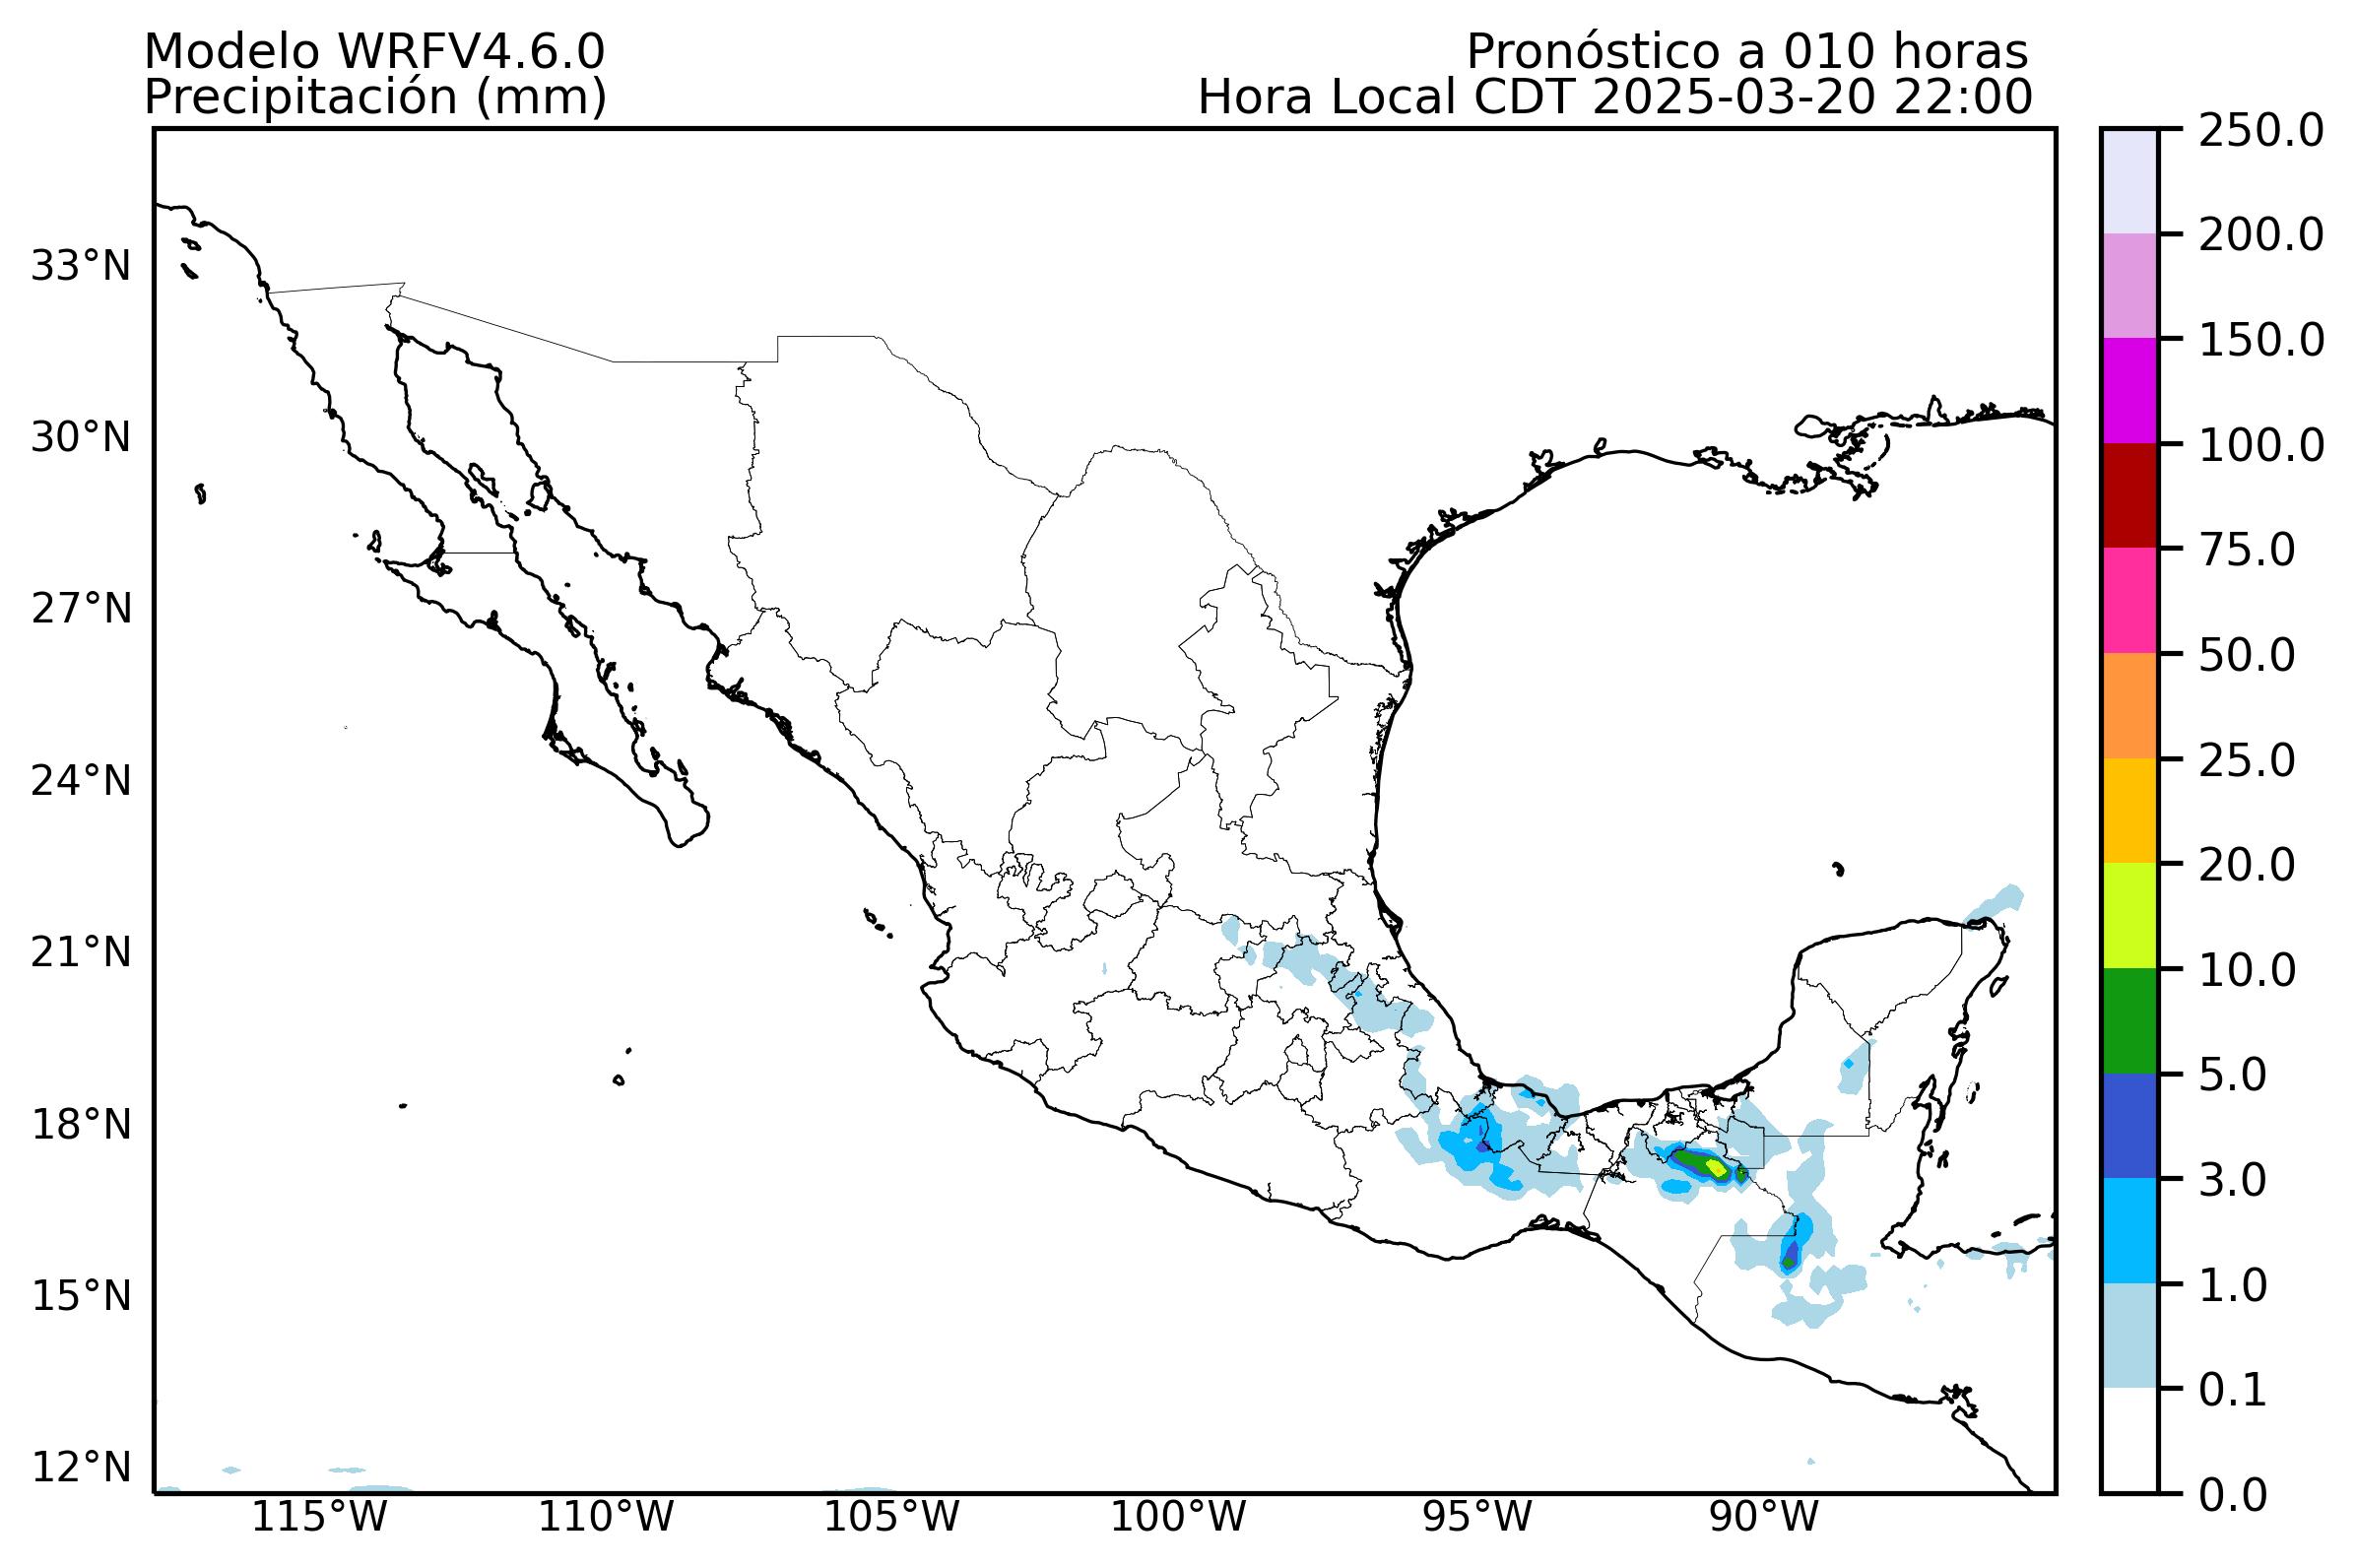 Modelo WRFV4.6.0
Pronóstico a 010 horas
Precipitación (mm)
Hora Local CDT 2025-03-20 22:00
33°N
30°N
27°N
24°N
21°N
18°N
15°N
12°N
115°W
110°W
105°W
100°W
95°W
90°W
250.0
200.0
150.0
100.0
75.0
50.0
25.0
20.0
10.0
5.0
3.0
1.0
0.1
0.0